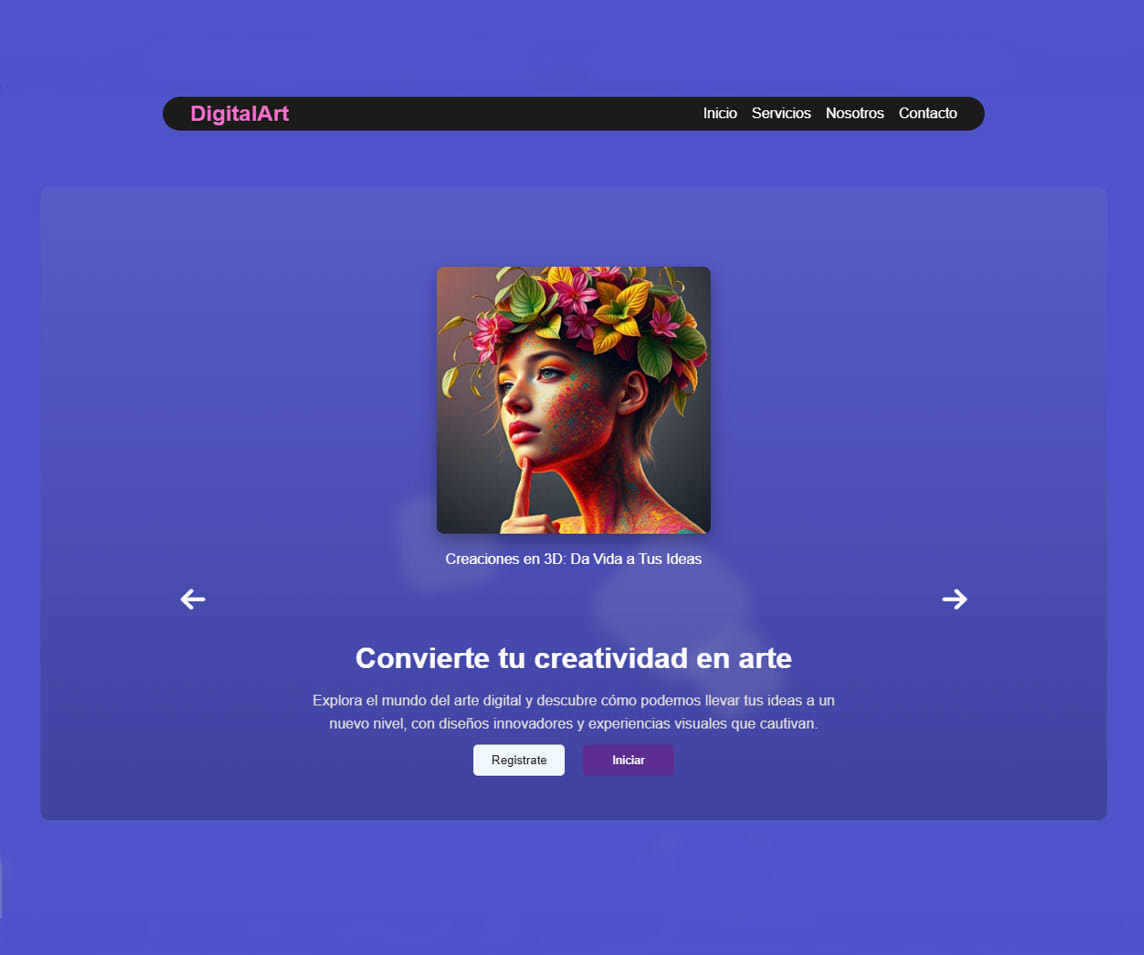 DigitalArt
Inicio Servicios Nosotros Contacto
Creaciones en 3D: Da Vida a Tus Ideas
Convierte tu creatividad en arte
Explora el mundo del arte digital y descubre cómo podemos llevar tus ideas a un
nuevo nivel, con diseños innovadores y experiencias visuales que cautivan.
Registrate Iniciar